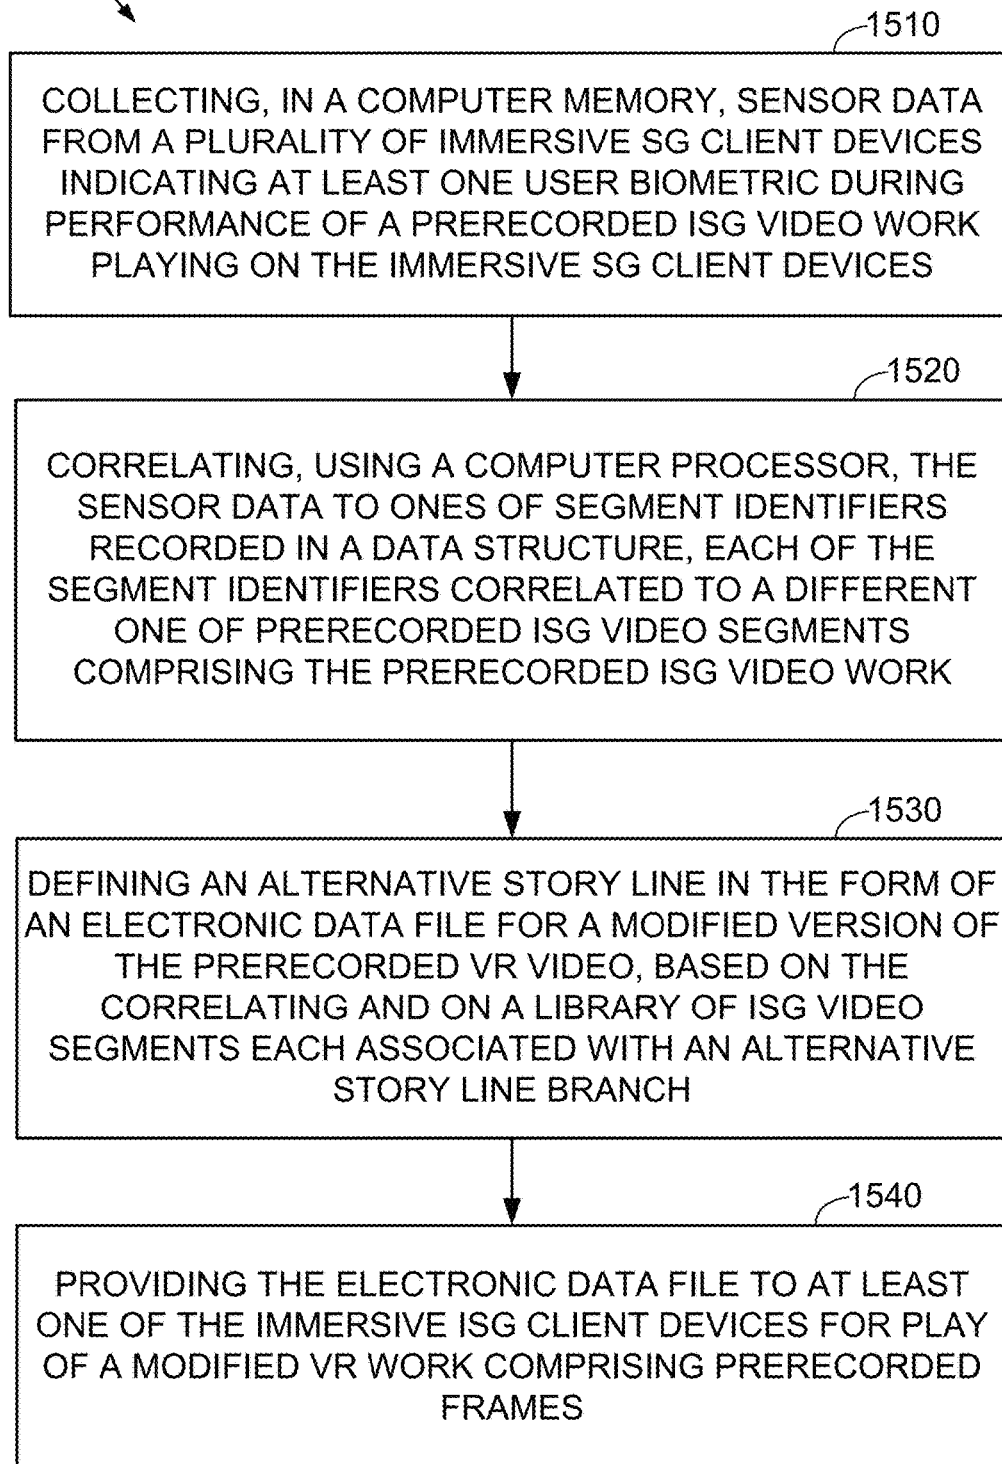 1510
COLLECTING, IN A COMPUTER MEMORY, SENSOR DATA
FROM A PLURALITY OF IMMERSIVE SG CLIENT DEVICES
INDICATING AT LEAST ONE USER BIOMETRIC DURING
PERFORMANCE OF A PRERECORDED ISG VIDEO WORK
PLAYING ON THE IMMERSIVE SG CLIENT DEVICES
1520
CORRELATING, USING A COMPUTER PROCESSOR, THE
SENSOR DATA TO ONES OF SEGMENT IDENTIFIERS
RECORDED IN A DATA STRUCTURE, EACH OF THE
SEGMENT IDENTIFIERS CORRELATED TO A DIFFERENT
ONE OF PRERECORDED ISG VIDEO SEGMENTS
COMPRISING THE PRERECORDED ISG VIDEO WORK
1530
DEFINING AN ALTERNATIVE STORY LINE IN THE FORM OF
AN ELECTRONIC DATA FILE FOR A MODIFIED VERSION OF
THE PRERECORDED VR VIDEO, BASED ON THE
CORRELATING AND ON A LIBRARY OF ISG VIDEO
SEGMENTS EACH ASSOCIATED WITH AN ALTERNATIVE
STORY LINE BRANCH
1540
PROVIDING THE ELECTRONIC DATA FILE TO AT LEAST
ONE OF THE IMMERSIVE ISG CLIENT DEVICES FOR PLAY
OF A MODIFIED VR WORK COMPRISING PRERECORDED
FRAMES